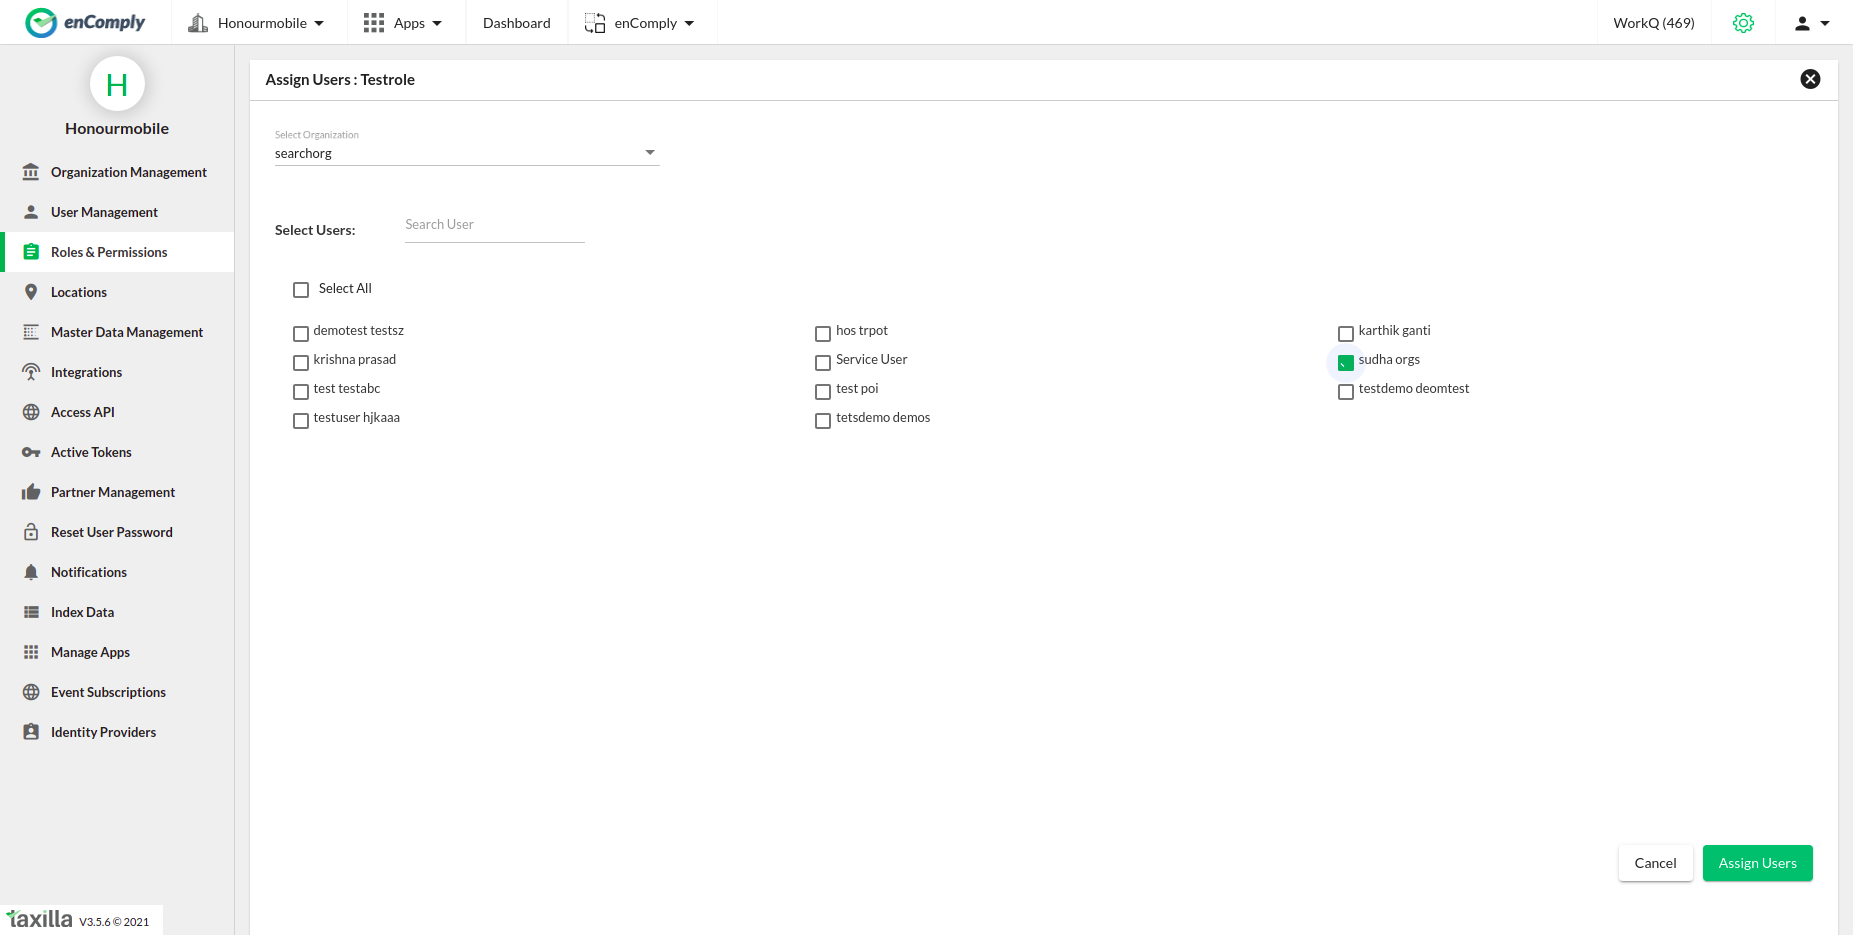 enComply
Honourmobile
Apps
Dashboard
enComply
WorkQ (469)
H
Honourmobile
Organization Management
User Management
Roles & Permissions
Locations
Master Data Management
Integrations
Access API
Active Tokens
Partner Management
Reset User Password
Notifications
Index Data
Manage Apps
Event Subscriptions
Identity Providers
taxilla V3.5.6 © 2021
Assign Users : Testrole
Select Organization
searchorg
Select Users:
Search User
Select All
demotest testsz
hos trpot
karthik ganti
krishna prasad
Service User
sudha orgs
test testabc
test poi
testdemo deomtest
testuser hjkaaa
tetsdemo demos
Cancel
Assign Users